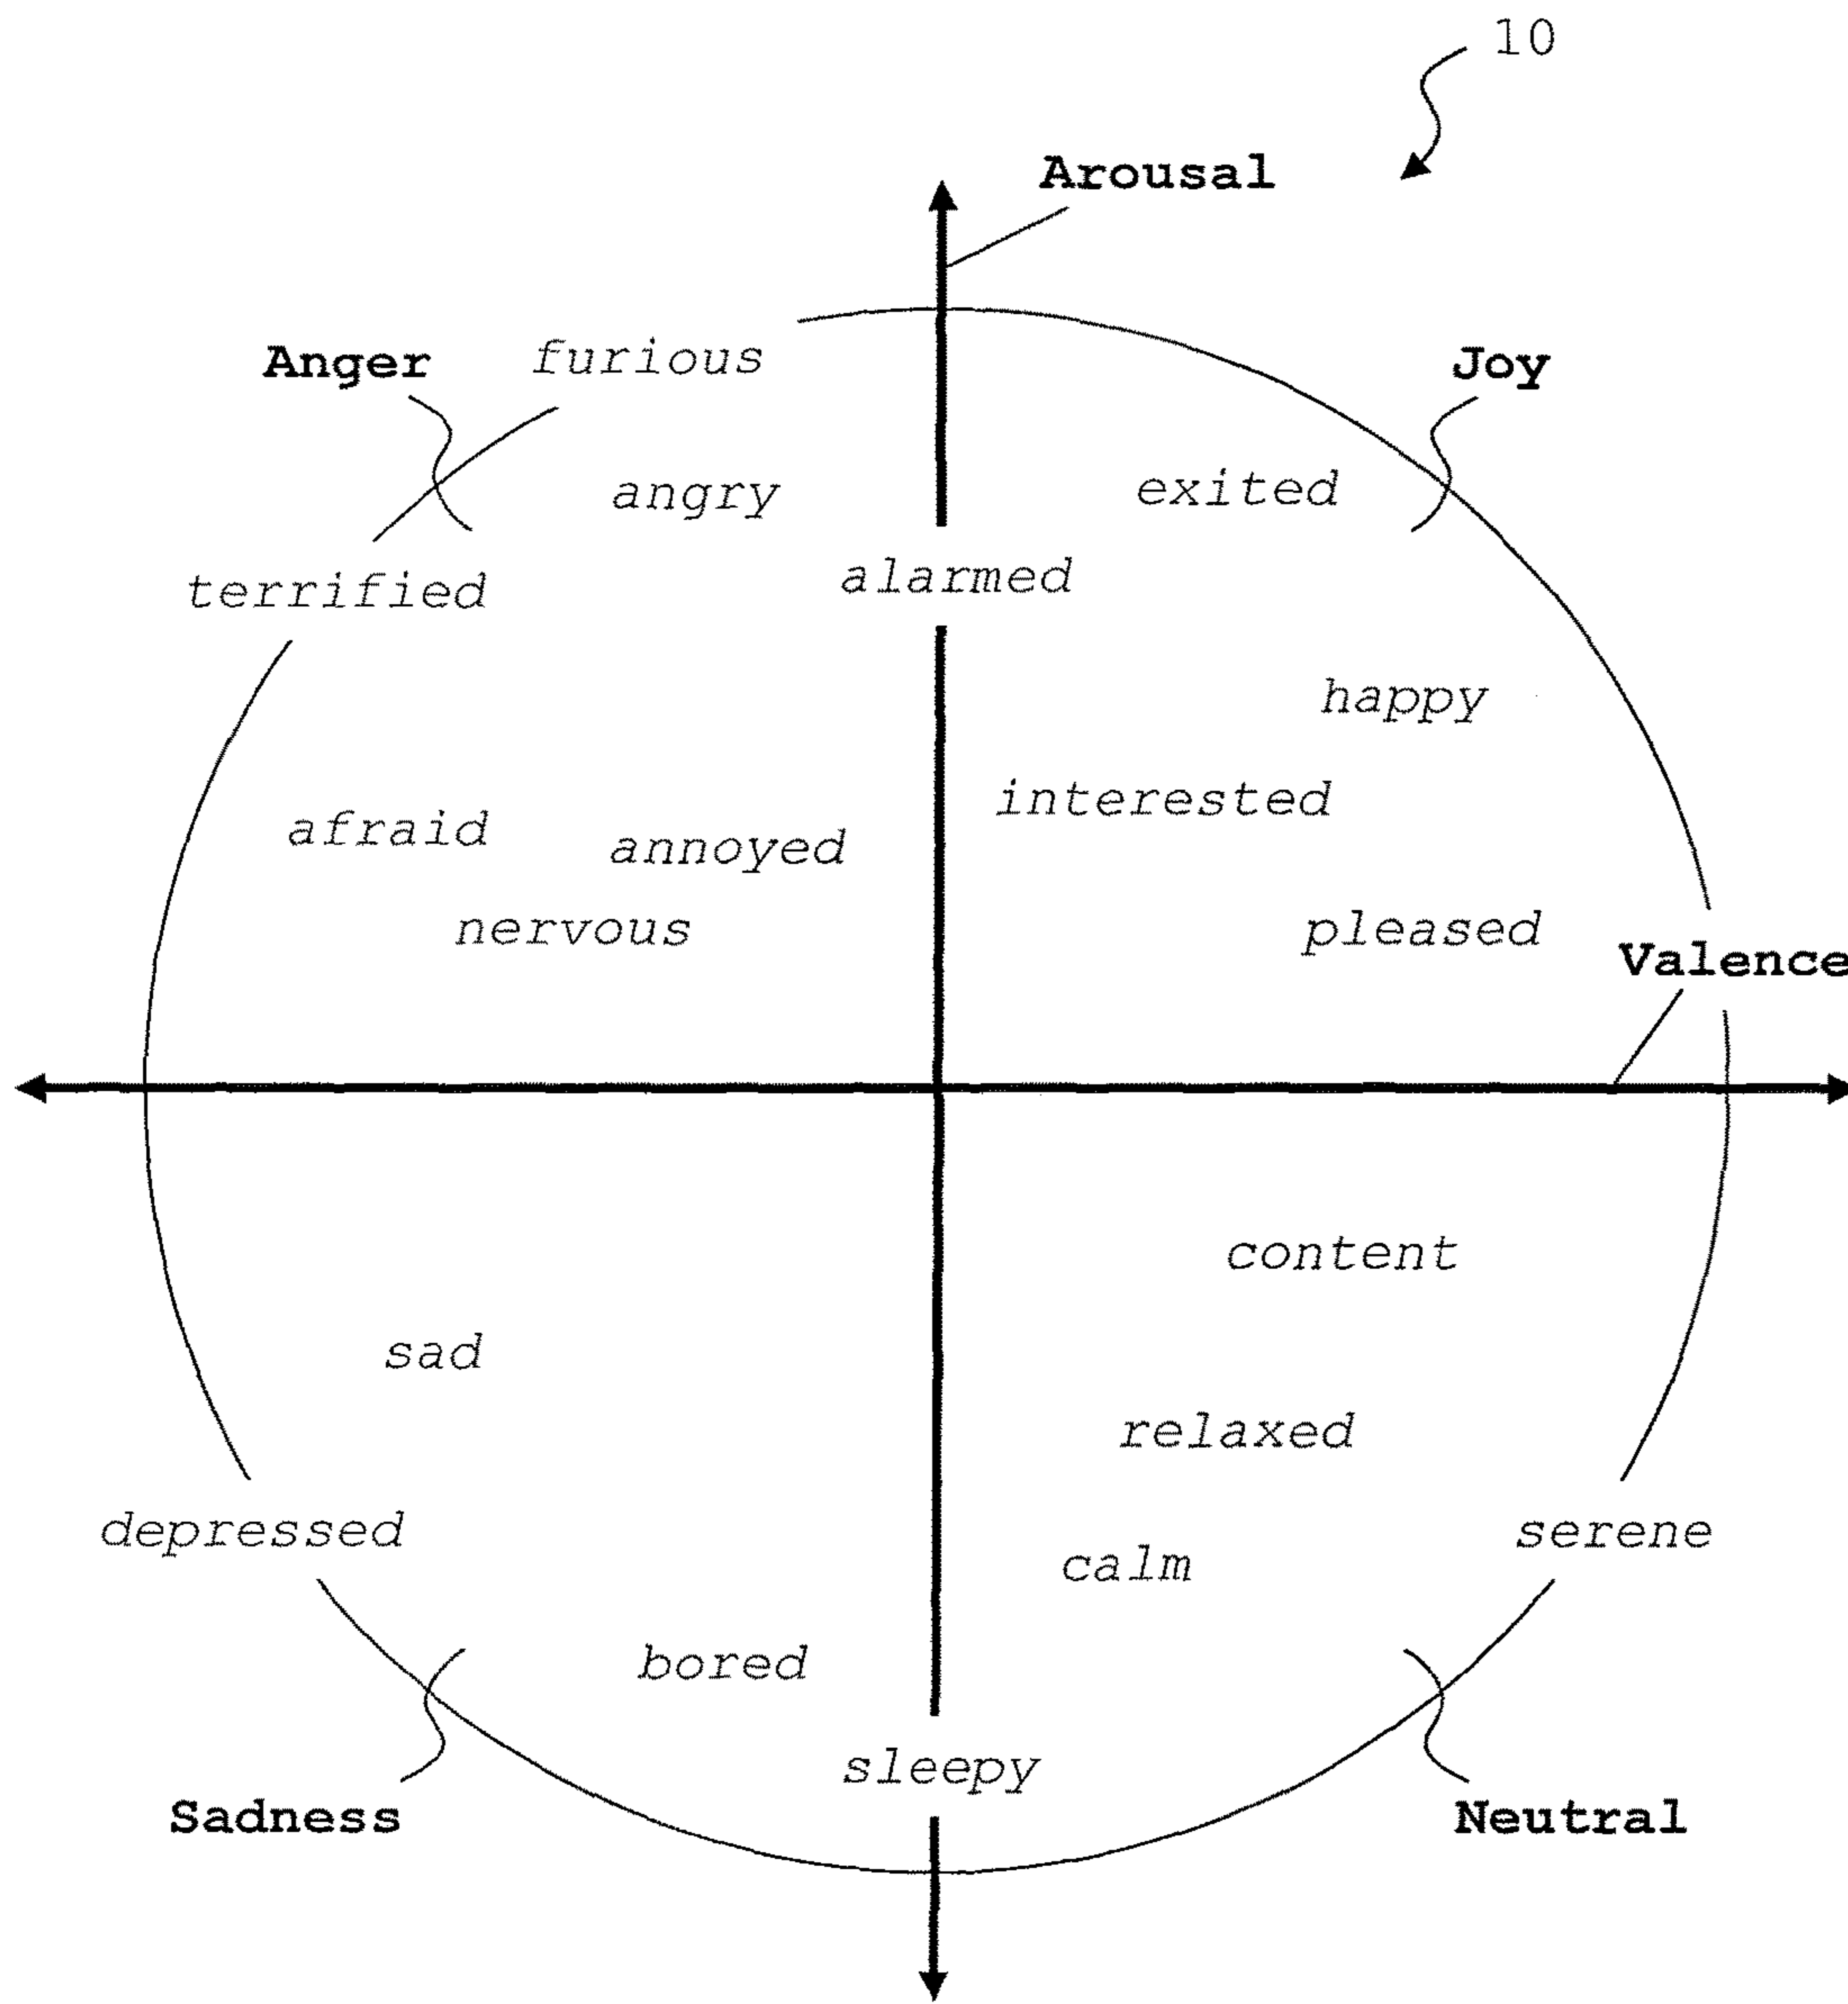 10
Arousal
Anger furious Joy
angry exited
alarmed
terrified
happy
interested
afraid annoyed
nervous pleased
Valence
content
sad
relaxed
depressed serene
calm
bored
sleepy
Sadness Neutral